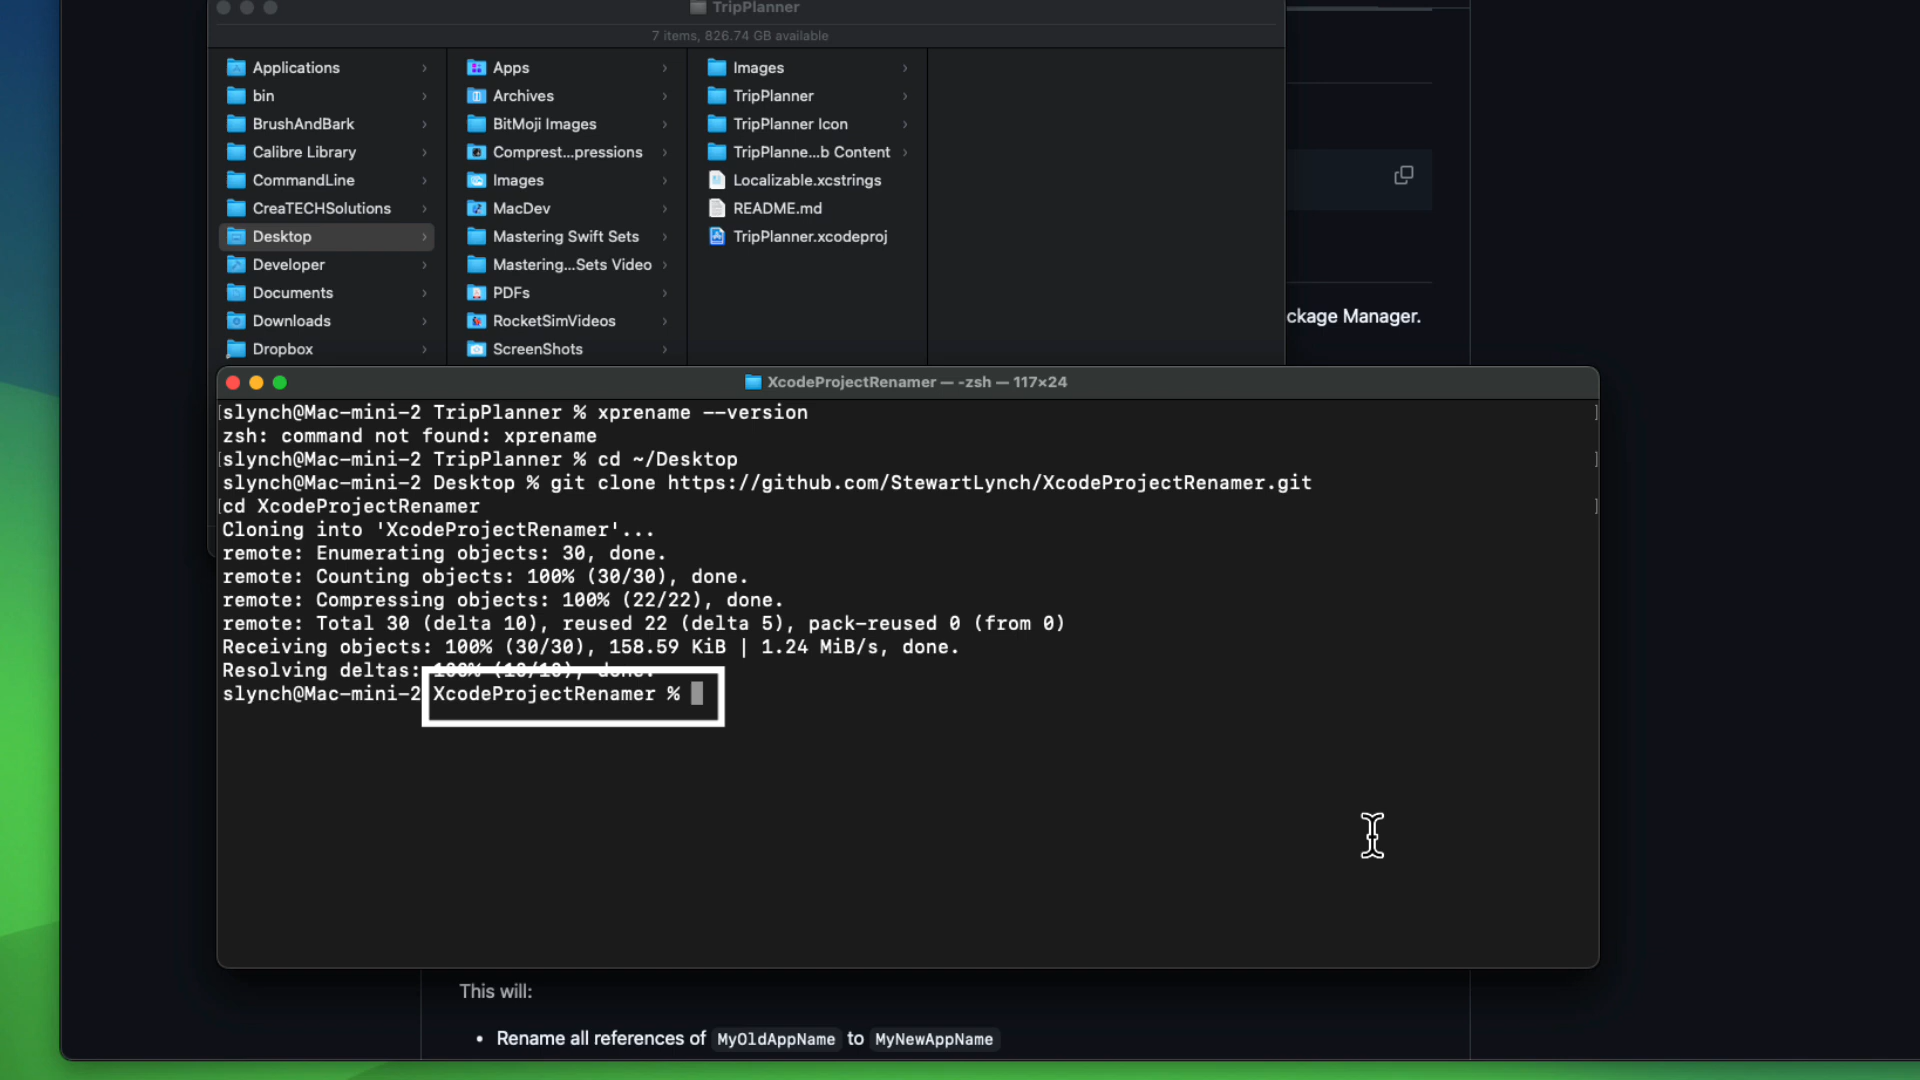 TripPlanner
7 items, 826.74 GB available
Applications
bin
BrushAndBark
Calibre Library
CommandLine
CreaTECHSolutions
Desktop
Developer
Documents
Downloads
Dropbox
Apps
Archives
BitMoji Images
Comprest...pressions
Images
MacDev
Mastering Swift Sets
Mastering...Sets Video
PDFs
RocketSimVideos
ScreenShots
Images
TripPlanner
TripPlanner Icon
TripPlanne...b Content
Localizable.xcstrings
README.md
TripPlanner.xcodeproj
ckage Manager.
XcodeProjectRenamer — -zsh — 117×24
[slynch@Mac-mini-2 TripPlanner % xprename --version ]
zsh: command not found: xprename
[slynch@Mac-mini-2 TripPlanner % cd ~/Desktop ]
slynch@Mac-mini-2 Desktop % git clone https://github.com/StewartLynch/XcodeProjectRenamer.git
[cd XcodeProjectRenamer ]
Cloning into 'XcodeProjectRenamer'...
remote: Enumerating objects: 30, done.
remote: Counting objects: 100% (30/30), done.
remote: Compressing objects: 100% (22/22), done.
remote: Total 30 (delta 10), reused 22 (delta 5), pack-reused 0 (from 0)
Receiving objects: 100% (30/30), 158.59 KiB | 1.24 MiB/s, done.
Resolving deltas: 100% (10/10), done.
slynch@Mac-mini-2 XcodeProjectRenamer %
This will:
• Rename all references of MyOldAppName to MyNewAppName